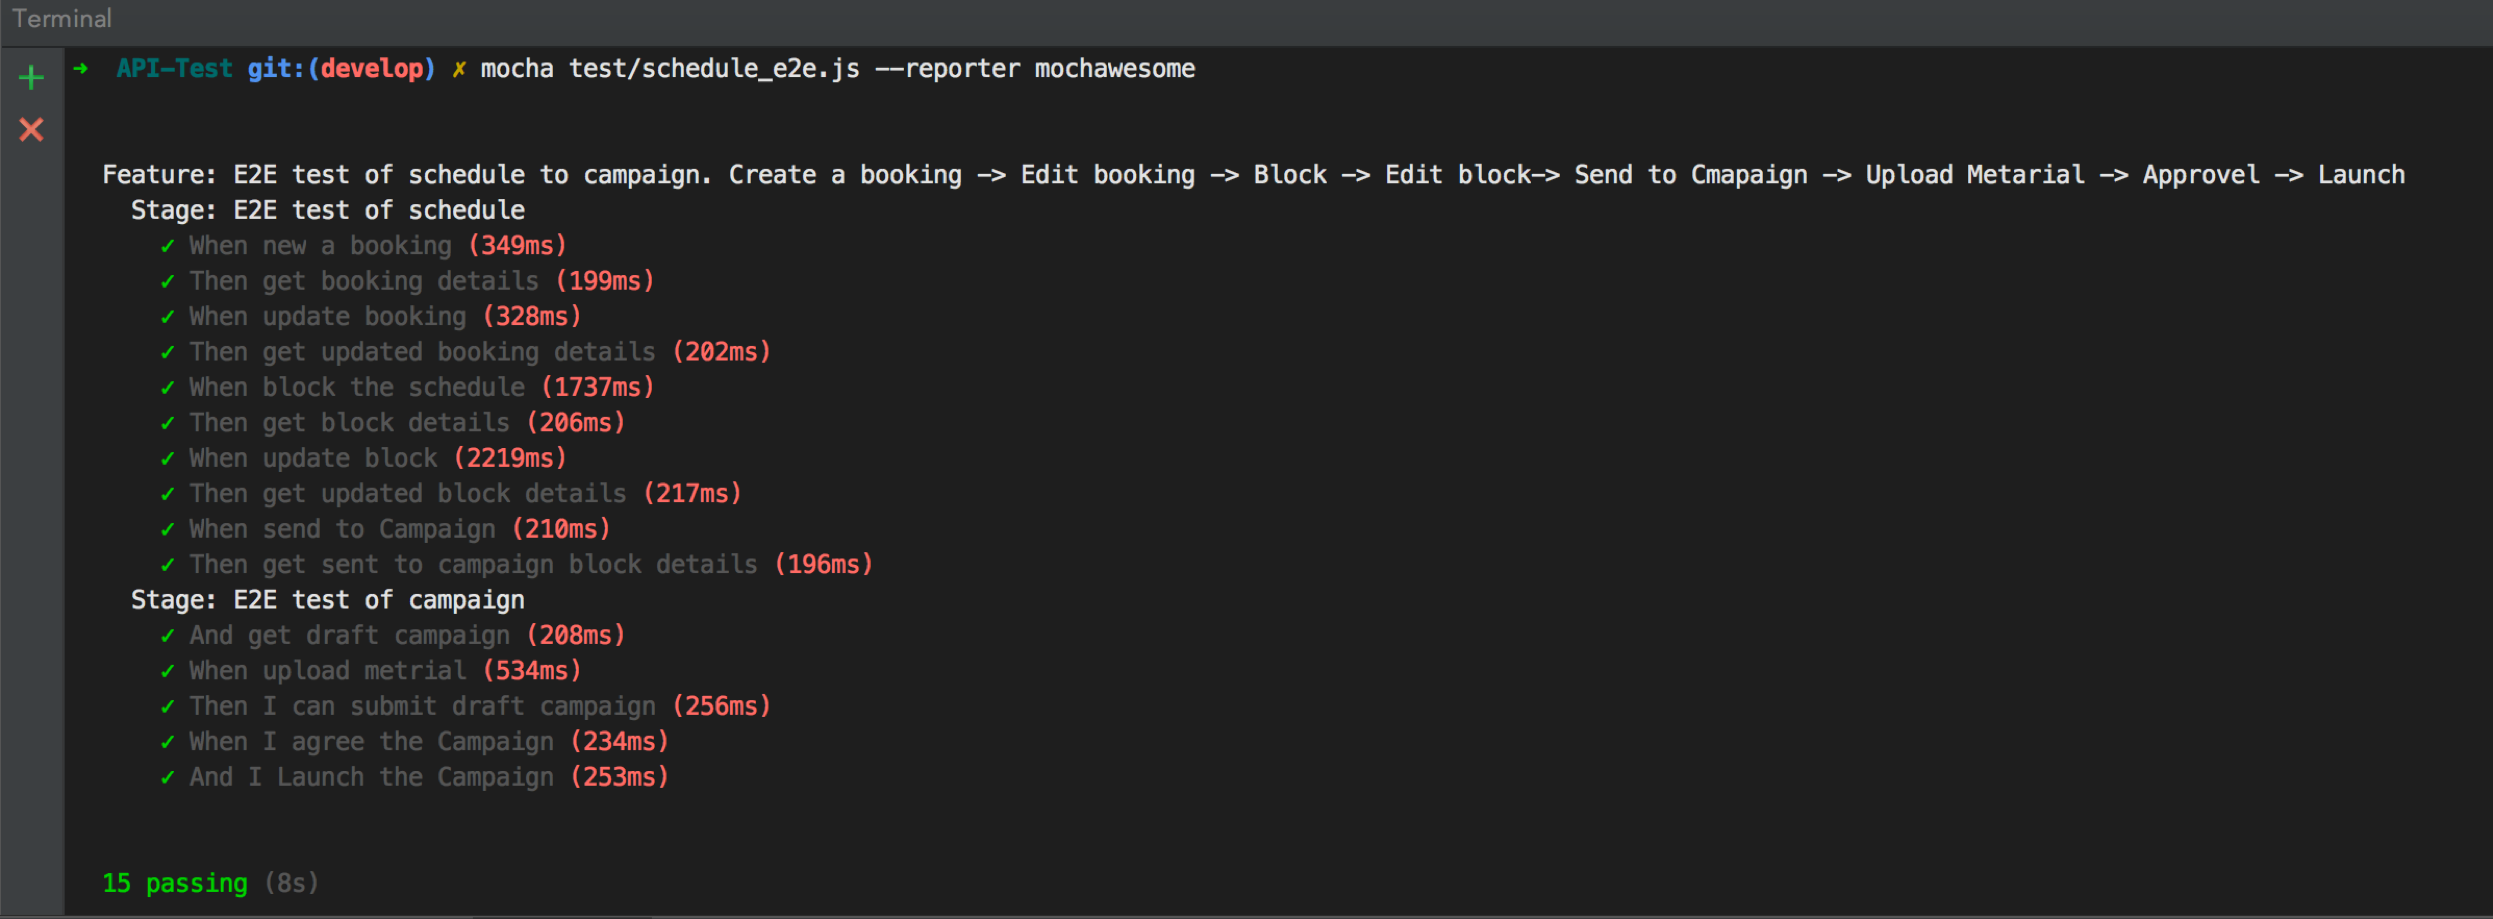 Terminal
➜ API-Test git:(develop) ✗ mocha test/schedule_e2e.js --reporter mochawesome
Feature: E2E test of schedule to campaign. Create a booking -> Edit booking -> Block -> Edit block-> Send to Cmapaign -> Upload Metarial -> Approvel -> Launch
Stage: E2E test of schedule
✓ When new a booking (349ms)
✓ Then get booking details (199ms)
✓ When update booking (328ms)
✓ Then get updated booking details (202ms)
✓ When block the schedule (1737ms)
✓ Then get block details (206ms)
✓ When update block (2219ms)
✓ Then get updated block details (217ms)
✓ When send to Campaign (210ms)
✓ Then get sent to campaign block details (196ms)
Stage: E2E test of campaign
✓ And get draft campaign (208ms)
✓ When upload metrial (534ms)
✓ Then I can submit draft campaign (256ms)
✓ When I agree the Campaign (234ms)
✓ And I Launch the Campaign (253ms)
15 passing (8s)